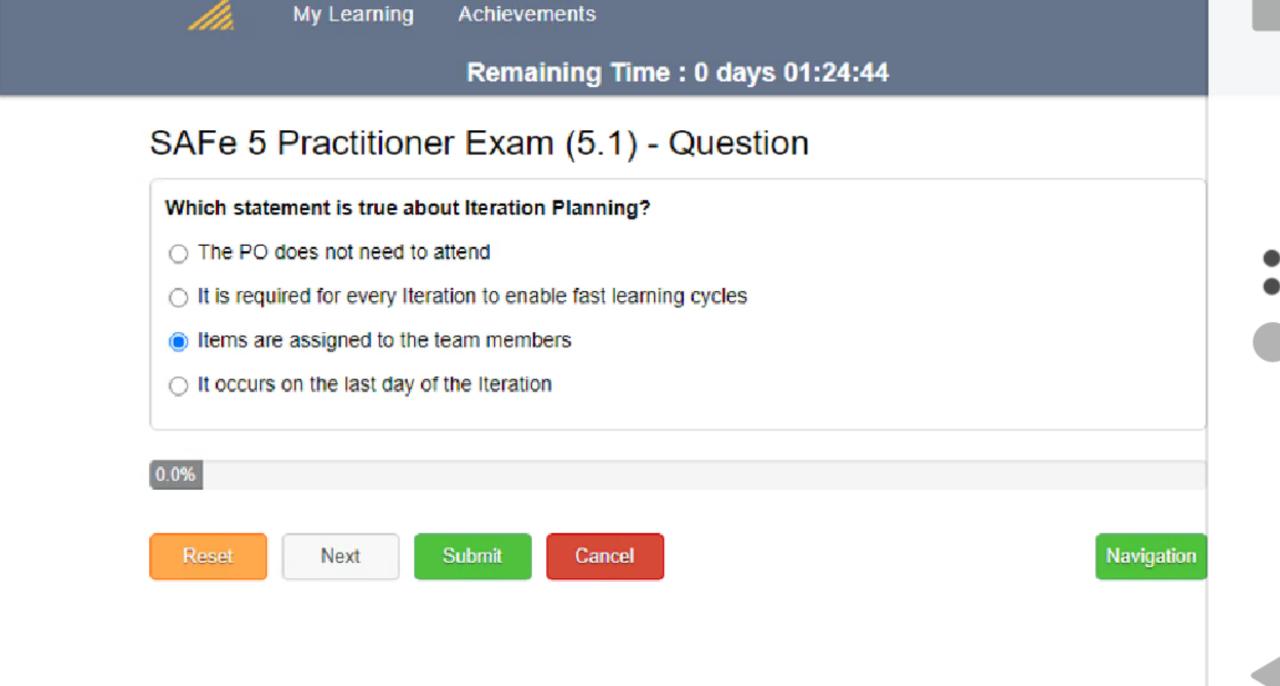 My Learning Achievements
Remaining Time : 0 days 01:24:44
SAFe 5 Practitioner Exam (5.1) - Question
Which statement is true about Iteration Planning?
The PO does not need to attend
It is required for every Iteration to enable fast learning cycles
Items are assigned to the team members
It occurs on the last day of the Iteration
0.0%
Reset Next Submit Cancel Navigation